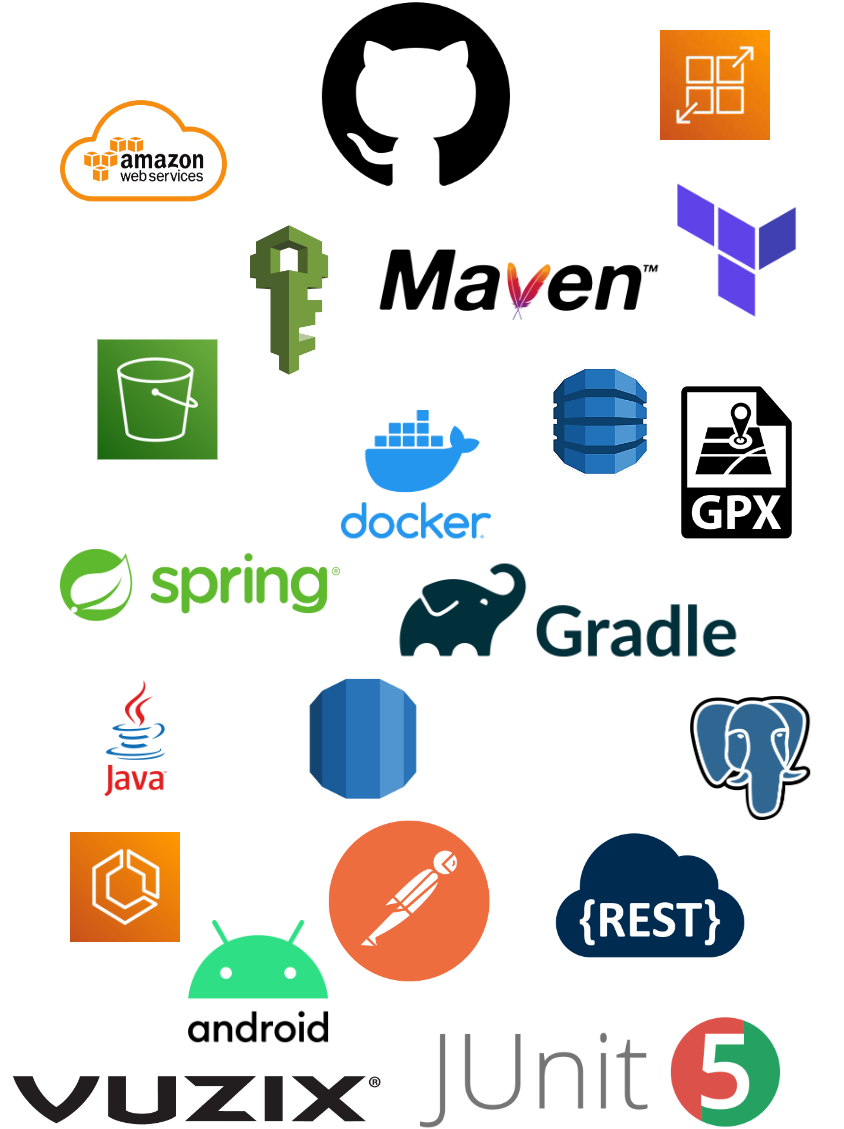 amazon
web services
Maven™
GPX
docker
spring®
Gradle
Java
{REST}
android
VUZIX®
JUnit 5